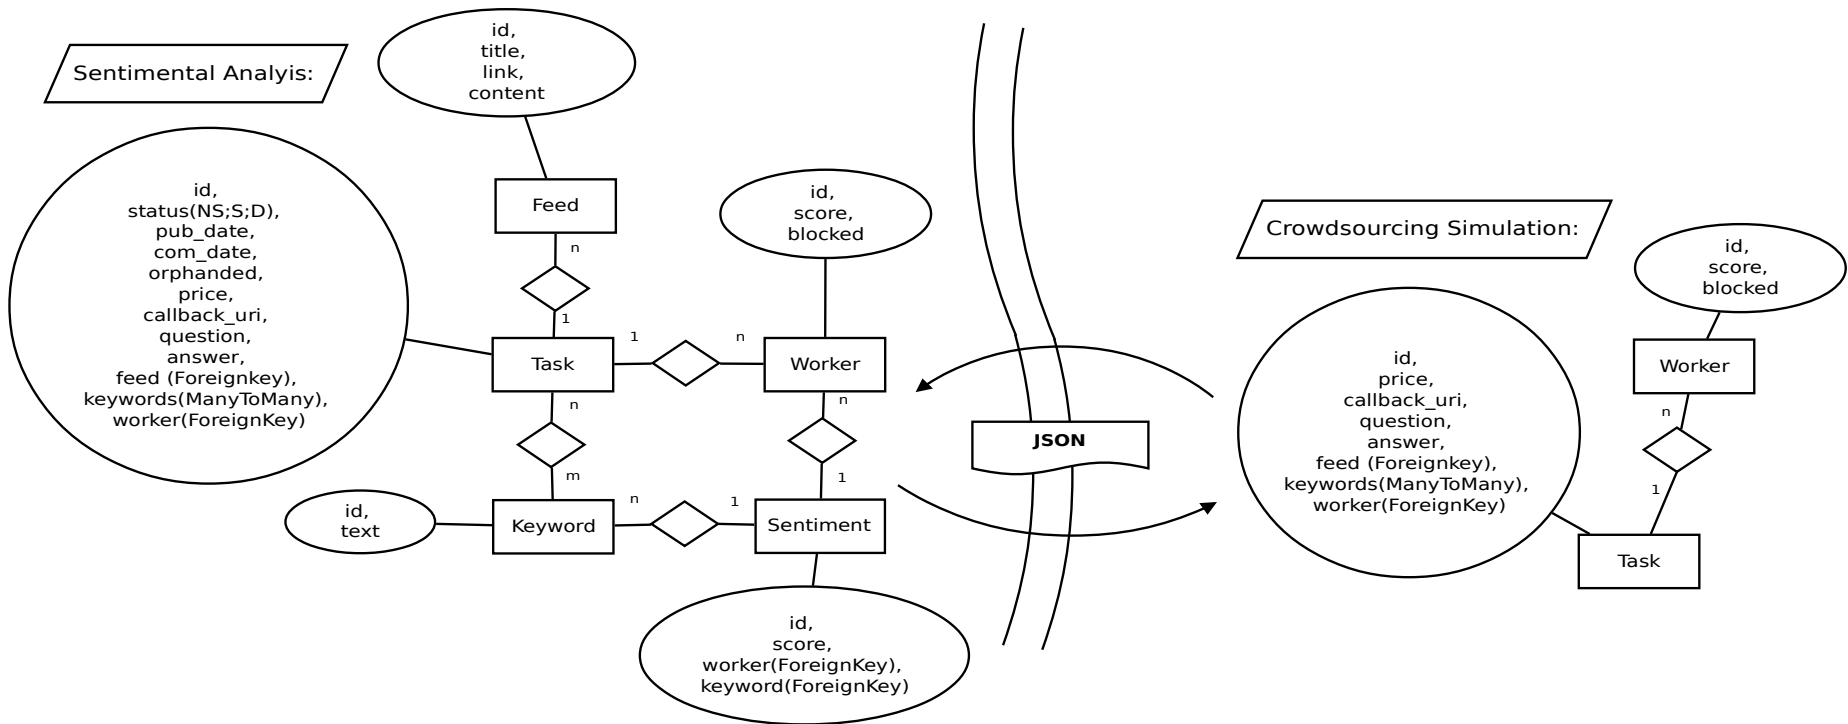 Sentimental Analyis:
id,
title,
link,
content
id,
status(NS;S;D),
pub_date,
com_date,
orphanded,
price,
callback_uri,
question,
answer,
feed (Foreignkey),
keywords(ManyToMany),
worker(ForeignKey)
Feed
n
1
Task
1
n
Worker
id,
score,
blocked
n
m
n
1
id,
text
Keyword
n
1
Sentiment
id,
score,
worker(ForeignKey),
keyword(ForeignKey)
JSON
Crowdsourcing Simulation:
id,
score,
blocked
Worker
n
1
id,
price,
callback_uri,
question,
answer,
feed (Foreignkey),
keywords(ManyToMany),
worker(ForeignKey)
Task